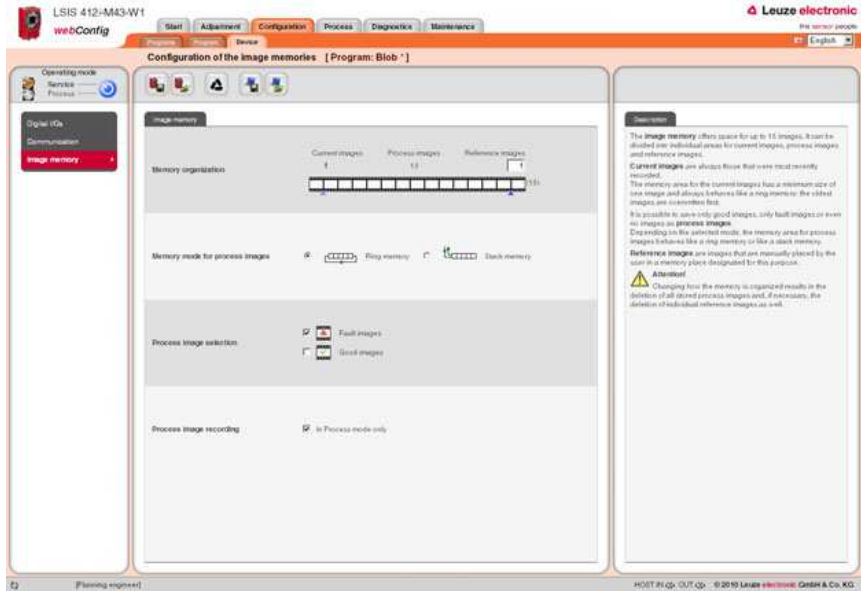 LSIS 412-M43-W1
webConfig
Start Adjustment Configuration Process Diagnostics Maintenance
Leuze electronic
the sensor people
Programs Program Device
English
Configuration of the image memories [ Program: Blob * ]
Operating mode
Service
Process
Digital I/Os
Communication
Image memory
Image memory
Memory organization
Current images Process images Reference images
1 13 1
(15)
Memory mode for process images
Ring memory Stack memory
Process image selection
Fault images
Good images
Process image recording
In Process mode only
Description
The image memory offers space for up to 15 images. It can be
divided into individual areas for current images, process images
and reference images.
Current images are always those that were most recently
recorded.
The memory area for the current images has a minimum size of
one image and always behaves like a ring memory: the oldest
images are overwritten first.
It is possible to save only good images, only fault images or even
no images as process images.
Depending on the selected mode, the memory area for process
images behaves like a ring memory or like a stack memory.
Reference images are images that are manually placed by the
user in a memory place designated for this purpose.
Attention!
Changing how the memory is organized results in the
deletion of all stored process images and, if necessary, the
deletion of individual reference images as well.
[Planning engineer]
HOST IN OUT © 2010 Leuze electronic GmbH & Co. KG